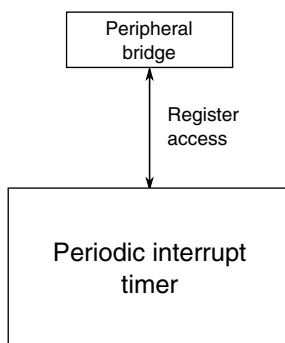 Peripheral
bridge
Register
access
Periodic interrupt
timer